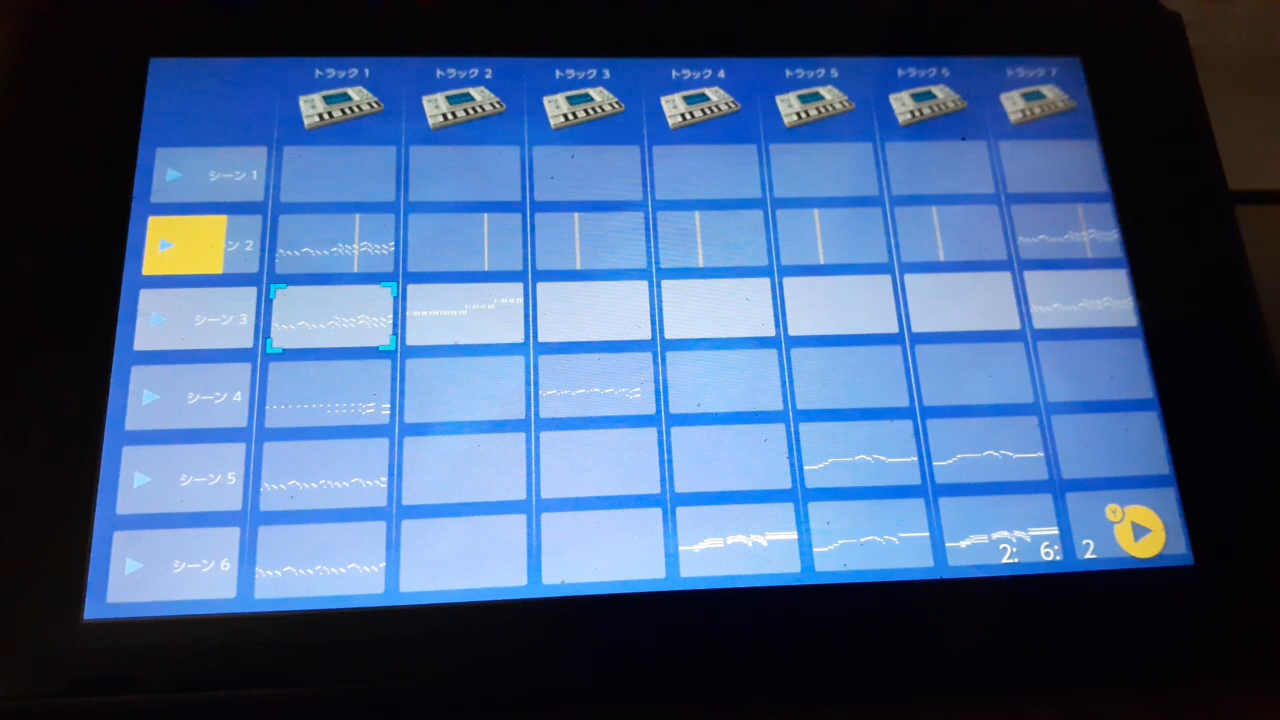 トラック 1 トラック 2 トラック 3 トラック 4 トラック 5 トラック 6 トラック 7
シーン 1
ン 2
シーン 3
シーン 4
シーン 5
シーン 6
Y
2: 6: 2